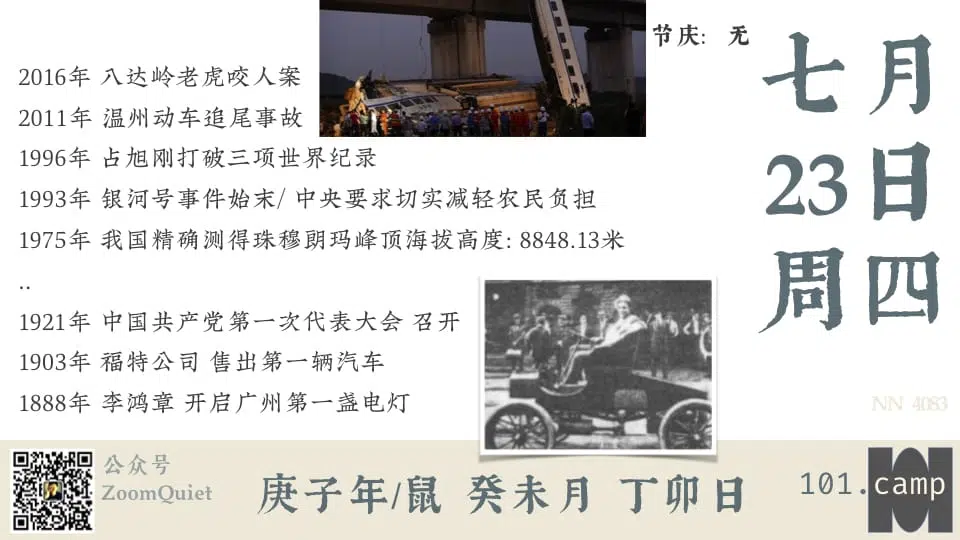 节庆: 无
七月
23日
周四
2016年 八达岭老虎咬人案
2011年 温州动车追尾事故
1996年 占旭刚打破三项世界纪录
1993年 银河号事件始末/ 中央要求切实减轻农民负担
1975年 我国精确测得珠穆朗玛峰顶海拔高度: 8848.13米
..
1921年 中国共产党第一次代表大会 召开
1903年 福特公司 售出第一辆汽车
1888年 李鸿章 开启广州第一盏电灯
NN 4083
公众号
ZoomQuiet
庚子年/鼠 癸未月 丁卯日
101.camp